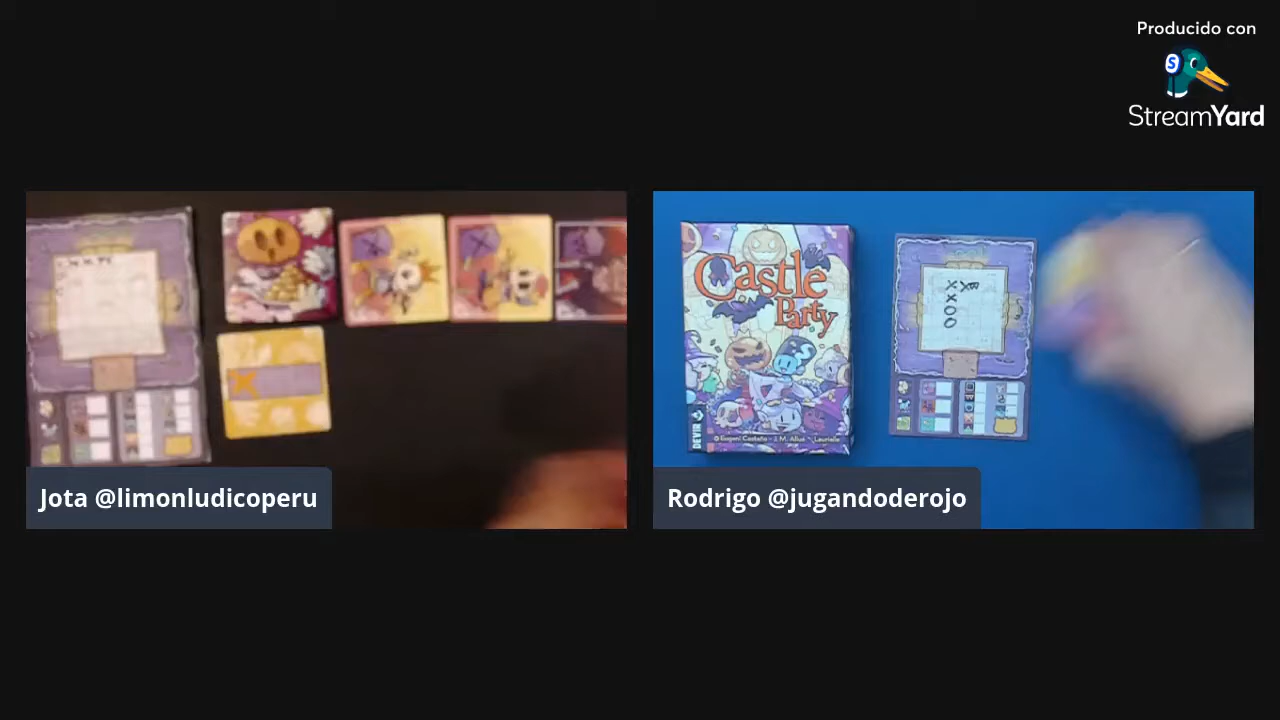 Producido con
S
StreamYard
Castle
Party
DEVIR
Jota @limonludicoperu
Rodrigo @jugandoderojo